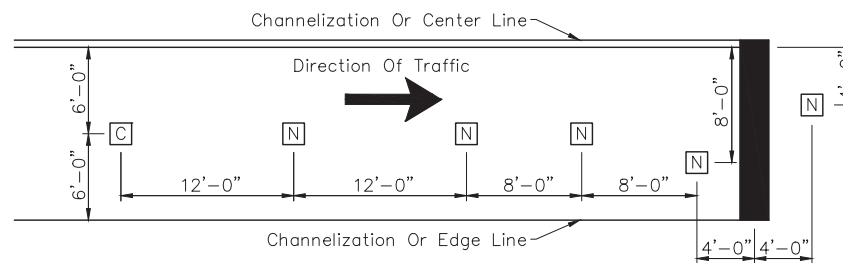 Channelization Or Center Line
Direction Of Traffic
6'-0"
6'-0"
8'-0"
C
N
N
N
N
N
12'-0"
12'-0"
8'-0"
8'-0"
Channelization Or Edge Line
4'-0"
4'-0"